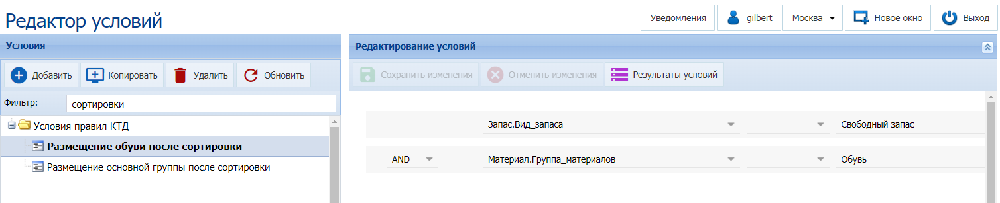 Редактор условий
Уведомления gilbert Москва Новое окно Выход
Условия
Добавить Копировать Удалить Обновить
Фильтр: сортировки
Условия правил КТД
Размещение обуви после сортировки
Размещение основной группы после сортировки
Редактирование условий
Сохранить изменения Отменить изменения Результаты условий
Запас.Вид_запаса = Свободный запас
AND Материал.Группа_материалов = Обувь